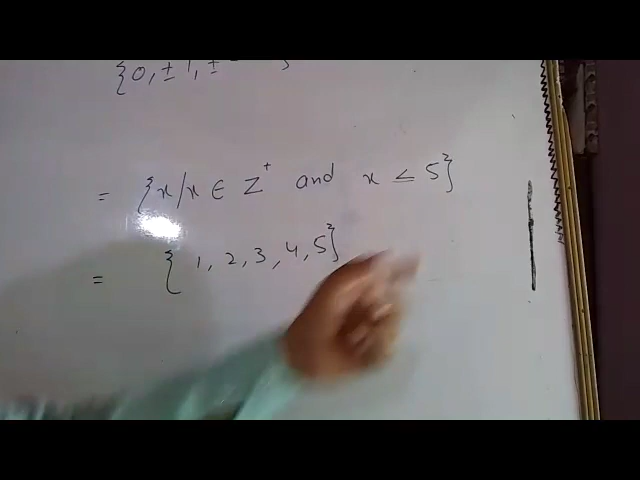 {0, ±1, ±
= {x/x ∈ Z⁺ and x ≤ 5}
= {1, 2, 3, 4, 5}